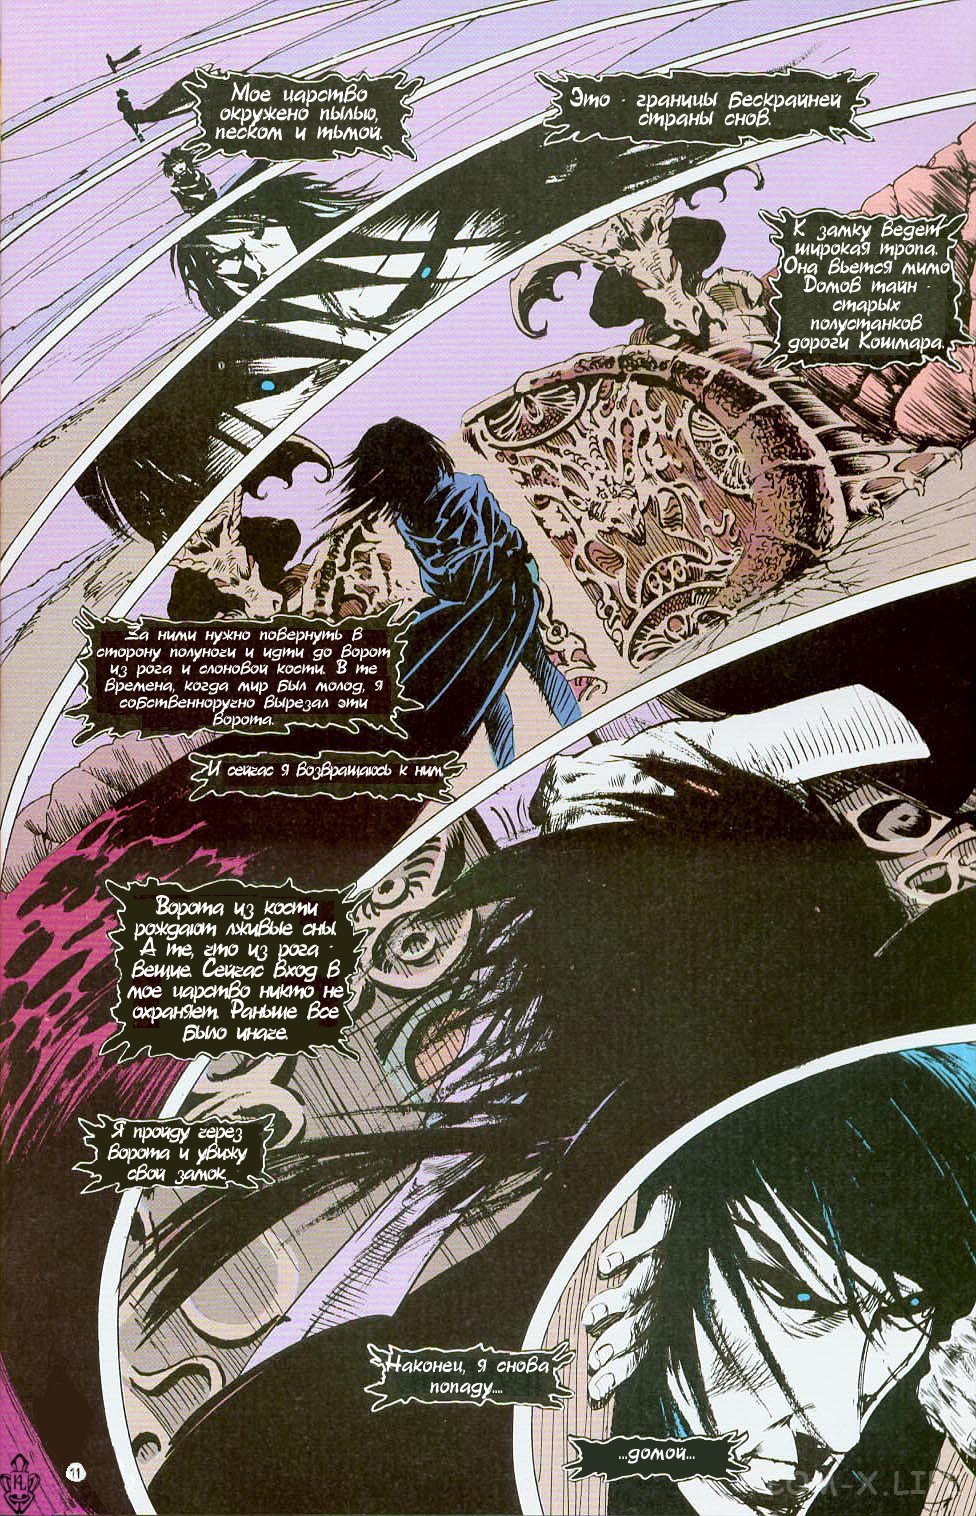 Мое царство
окружено пылью,
песком и тьмой.
Это - границы бескрайней
страны снов.
К замку ведет
широкая тропа.
Она вьется мимо
Домов тайн -
старых
полустанков
дороги Кошмара.
За ними нужно повернуть в
сторону полуночи и идти до ворот
из рога и слоновой кости. В те
времена, когда мир был молод, я
собственноручно вырезал эти
ворота.
И сейчас я возвращаюсь к ним.
Ворота из кости
рождают лживые сны.
А те, что из рога -
вещие. Сейчас вход в
мое царство никто не
охраняет. Раньше все
было иначе.
Я пройду через
ворота и увижу
свой замок.
Наконец, я снова
попаду...
...домой...
11
COM-X.LIFE